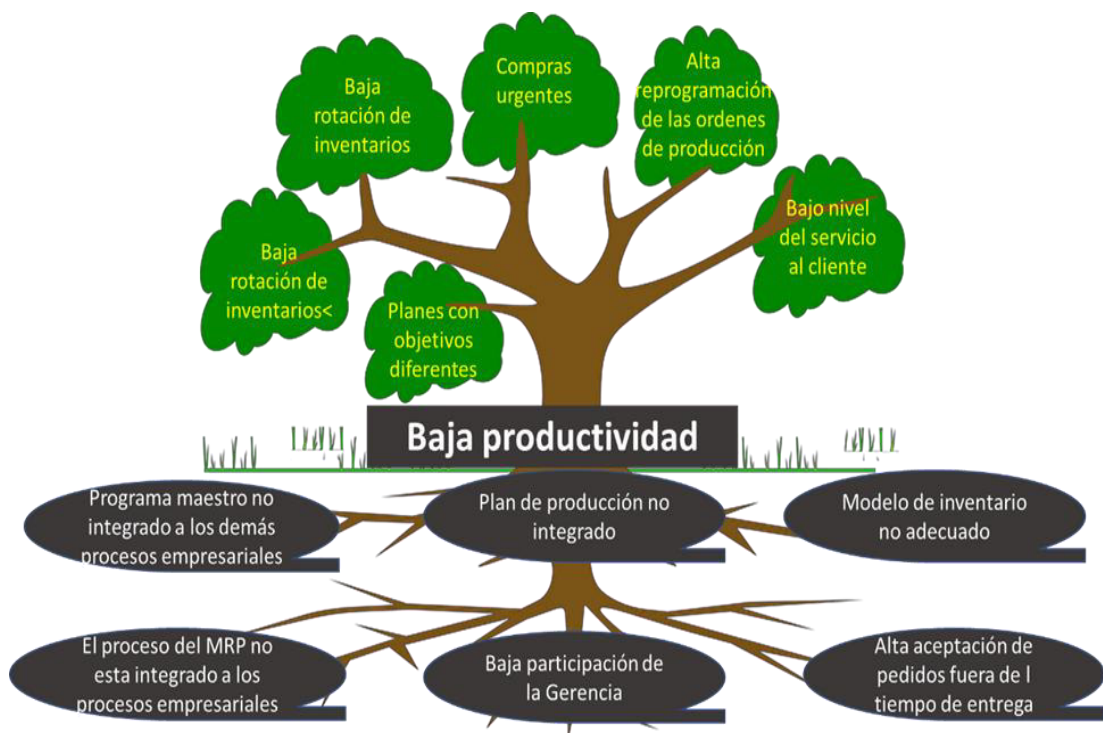 Baja
rotación de
inventarios
Compras
urgentes
Alta
reprogramación
de las ordenes
de producción
Baja
rotación de
inventarios<
Planes con
objetivos
diferentes
Bajo nivel
del servicio
al cliente
Baja productividad
Programa maestro no
integrado a los demás
procesos empresariales
Plan de producción no
integrado
Modelo de inventario
no adecuado
El proceso del MRP no
esta integrado a los
procesos empresariales
Baja participación de
la Gerencia
Alta aceptación de
pedidos fuera de l
tiempo de entrega